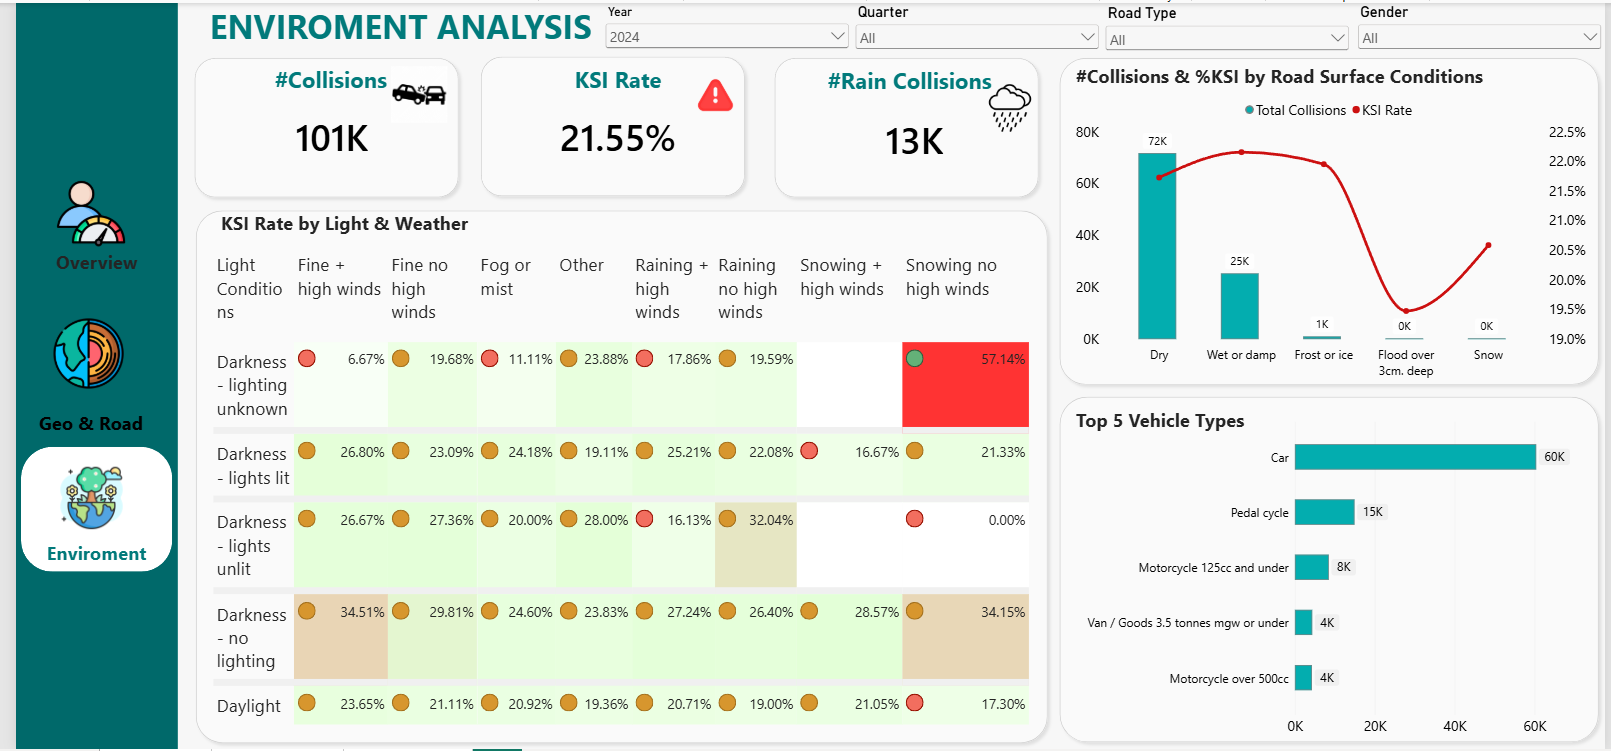 ENVIROMENT ANALYSIS
Year
2024
Quarter
All
Road Type
All
Gender
All
#Collisions
101K
KSI Rate
21.55%
#Rain Collisions
13K
Overview
Geo & Road
Enviroment
KSI Rate by Light & Weather
Light
Conditio
ns
Fine +
high winds
Fine no
high
winds
Fog or
mist
Other
Raining +
high
winds
Raining
no high
winds
Snowing +
high winds
Snowing no
high winds
Darkness
- lighting
unknown
6.67% 19.68% 11.11% 23.88% 17.86% 19.59% 57.14%
Darkness
- lights lit
26.80% 23.09% 24.18% 19.11% 25.21% 22.08% 16.67% 21.33%
Darkness
- lights
unlit
26.67% 27.36% 20.00% 28.00% 16.13% 32.04% 0.00%
Darkness
- no
lighting
34.51% 29.81% 24.60% 23.83% 27.24% 26.40% 28.57% 34.15%
Daylight 23.65% 21.11% 20.92% 19.36% 20.71% 19.00% 21.05% 17.30%
#Collisions & %KSI by Road Surface Conditions
Total Collisions KSI Rate
80K
60K
40K
20K
0K
72K
25K
1K
0K
0K
22.5%
22.0%
21.5%
21.0%
20.5%
20.0%
19.5%
19.0%
Dry
Wet or damp
Frost or ice
Flood over
3cm. deep
Snow
Top 5 Vehicle Types
Car 60K
Pedal cycle 15K
Motorcycle 125cc and under 8K
Van / Goods 3.5 tonnes mgw or under 4K
Motorcycle over 500cc 4K
0K 20K 40K 60K